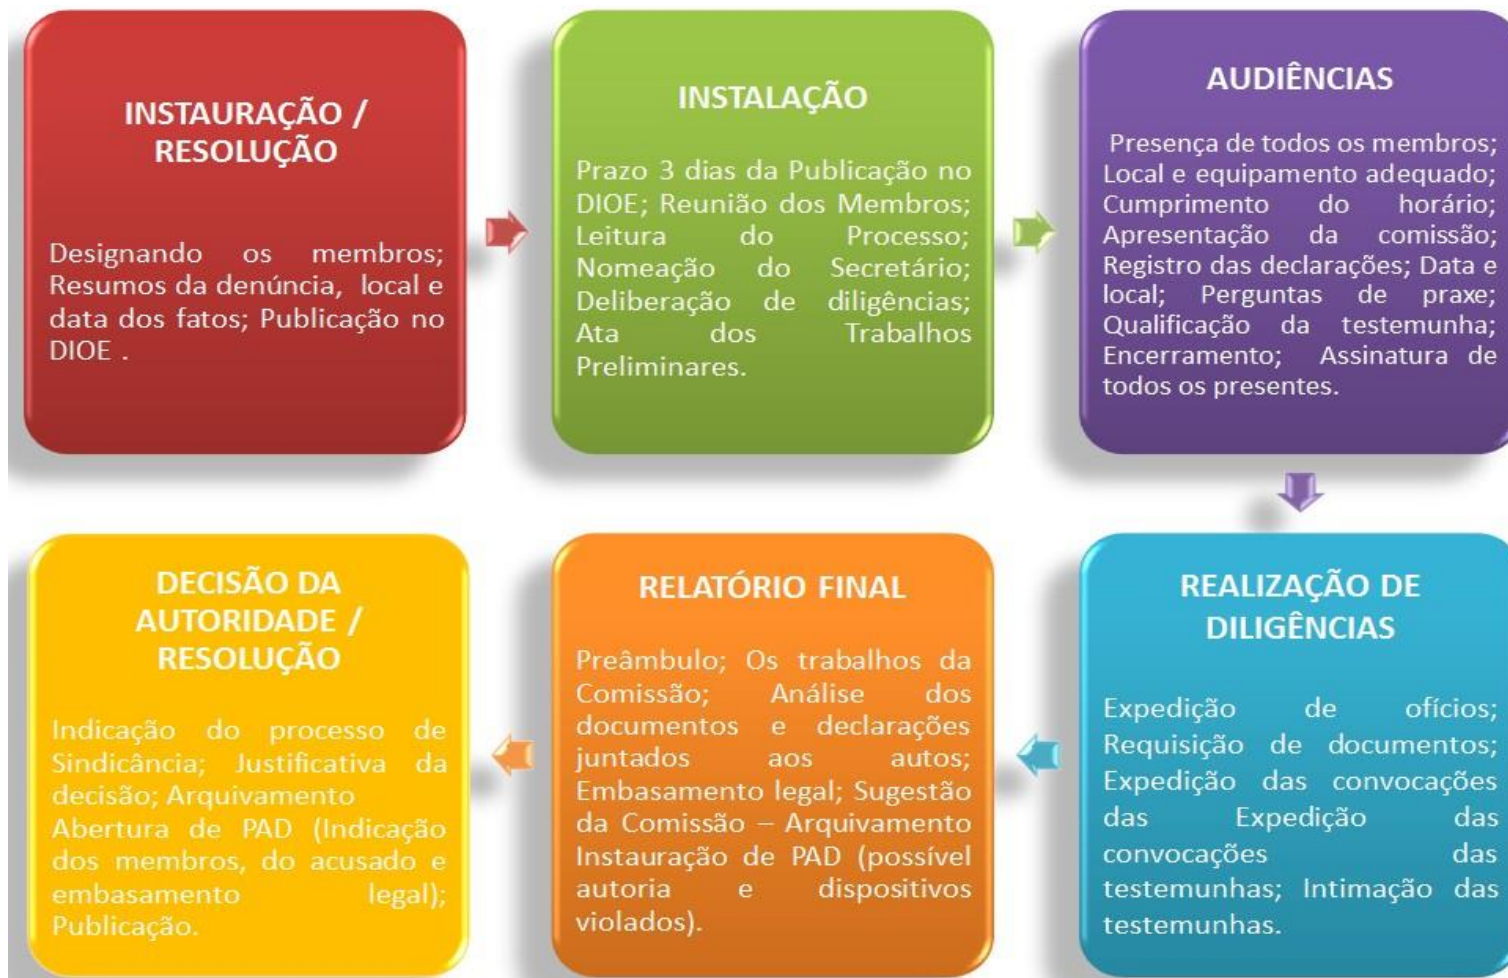 INSTAURAÇÃO /
RESOLUÇÃO
Designando os membros;
Resumos da denúncia, local e
data dos fatos; Publicação no
DIOE .
INSTALAÇÃO
Prazo 3 dias da Publicação no
DIOE; Reunião dos Membros;
Leitura do Processo;
Nomeação do Secretário;
Deliberação de diligências;
Ata dos Trabalhos
Preliminares.
AUDIÊNCIAS
Presença de todos os membros;
Local e equipamento adequado;
Cumprimento do horário;
Apresentação da comissão;
Registro das declarações; Data e
local; Perguntas de praxe;
Qualificação da testemunha;
Encerramento; Assinatura de
todos os presentes.
REALIZAÇÃO DE
DILIGÊNCIAS
Expedição de ofícios;
Requisição de documentos;
Expedição das convocações
das Expedição das
convocações das
testemunhas; Intimação das
testemunhas.
RELATÓRIO FINAL
Preâmbulo; Os trabalhos da
Comissão; Análise dos
documentos e declarações
juntados aos autos;
Embasamento legal; Sugestão
da Comissão – Arquivamento
Instauração de PAD (possível
autoria e dispositivos
violados).
DECISÃO DA
AUTORIDADE /
RESOLUÇÃO
Indicação do processo de
Sindicância; Justificativa da
decisão; Arquivamento
Abertura de PAD (Indicação
dos membros, do acusado e
embasamento legal);
Publicação.